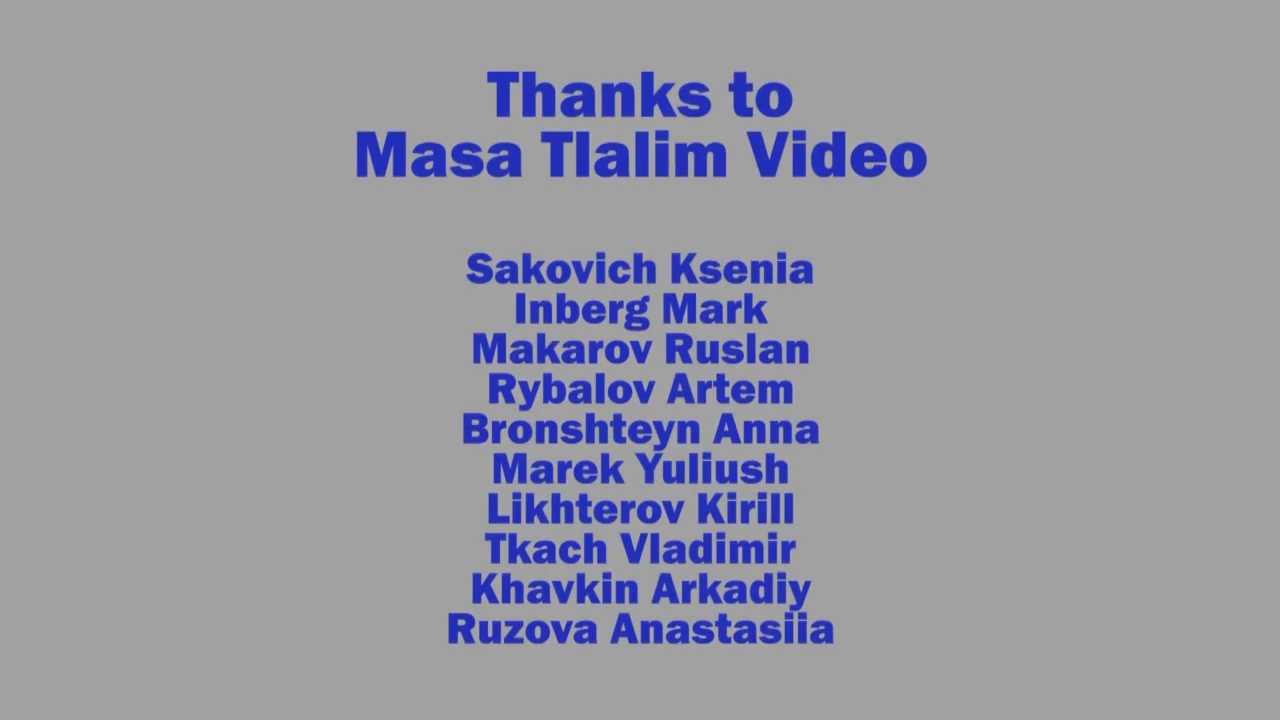 Thanks to
Masa Tlalim Video
Sakovich Ksenia
Inberg Mark
Makarov Ruslan
Rybalov Artem
Bronshteyn Anna
Marek Yuliush
Likhterov Kirill
Tkach Vladimir
Khavkin Arkadiy
Ruzova Anastasiia